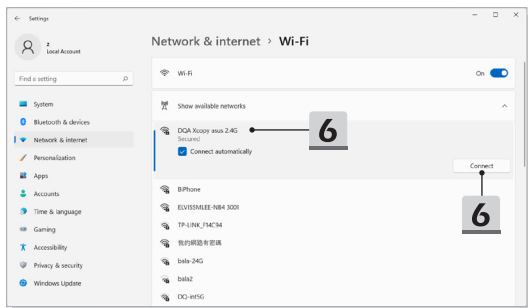 Settings
z
Local Account
Find a setting
System
Bluetooth & devices
Network & internet
Personalization
Apps
Accounts
Time & language
Gaming
Accessibility
Privacy & security
Windows Update
Network & internet > Wi-Fi
Wi-Fi
On
Show available networks
DQA Xcopy asus 2.4G
6
Secured
Connect automatically
Connect
6
BiPhone
ELVISSMLEE-NB4 3001
TP-LINK_F14C94
我的網路有密碼
bala-24G
bala2
DQ-int5G